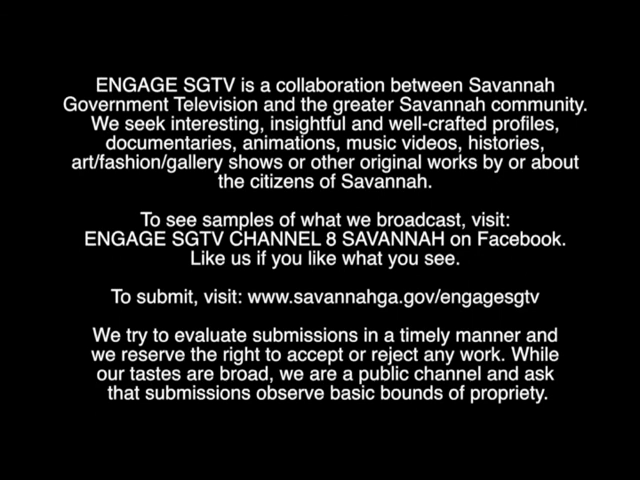 ENGAGE SGTV is a collaboration between Savannah
Government Television and the greater Savannah community.
We seek interesting, insightful and well-crafted profiles,
documentaries, animations, music videos, histories,
art/fashion/gallery shows or other original works by or about
the citizens of Savannah.
To see samples of what we broadcast, visit:
ENGAGE SGTV CHANNEL 8 SAVANNAH on Facebook.
Like us if you like what you see.
To submit, visit: www.savannahga.gov/engagesgtv
We try to evaluate submissions in a timely manner and
we reserve the right to accept or reject any work. While
our tastes are broad, we are a public channel and ask
that submissions observe basic bounds of propriety.